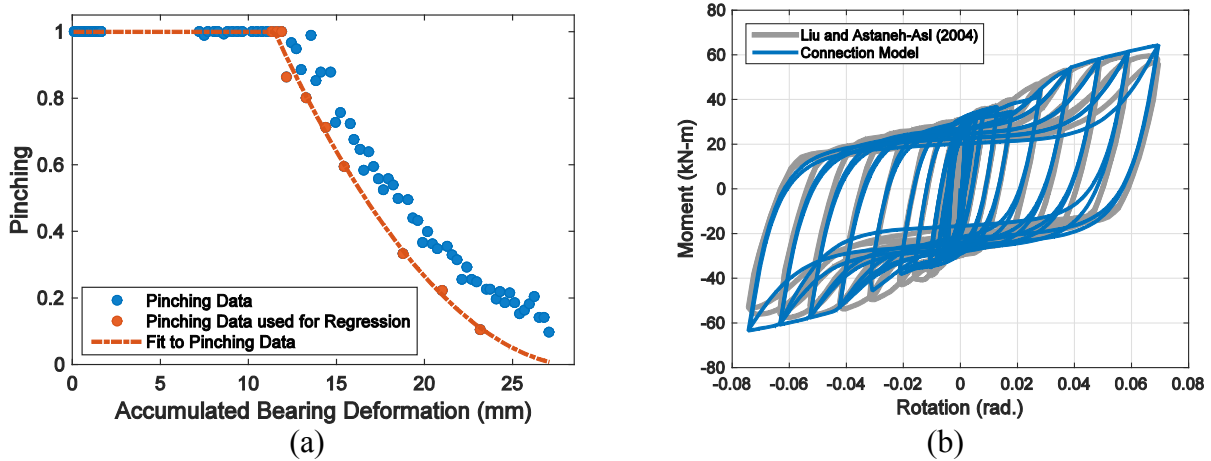 1
0.8
0.6
0.4
0.2
0
Pinching
Pinching Data
Pinching Data used for Regression
Fit to Pinching Data
0 5 10 15 20 25
Accumulated Bearing Deformation (mm)
(a)
80
60
40
20
0
-20
-40
-60
-80
Moment (kN-m)
Liu and Astaneh-Asl (2004)
Connection Model
-0.08 -0.06 -0.04 -0.02 0 0.02 0.04 0.06 0.08
Rotation (rad.)
(b)